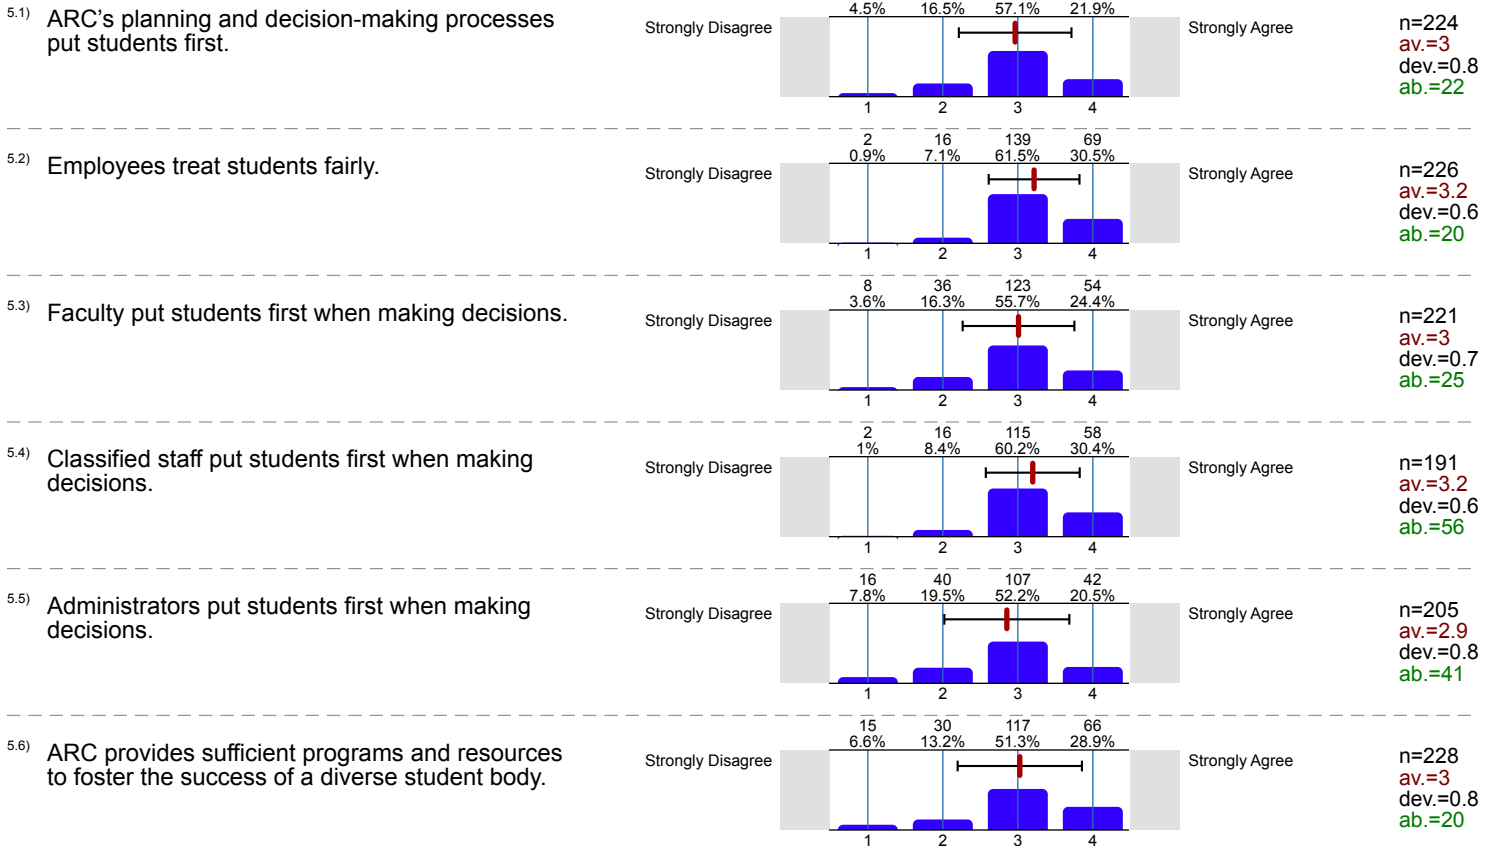 5.1) ARC’s planning and decision-making processes
put students first.
Strongly Disagree
4.5% 16.5% 57.1% 21.9%
1 2 3 4
Strongly Agree
n=224
av.=3
dev.=0.8
ab.=22
5.2) Employees treat students fairly.
Strongly Disagree
2 16 139 69
0.9% 7.1% 61.5% 30.5%
1 2 3 4
Strongly Agree
n=226
av.=3.2
dev.=0.6
ab.=20
5.3) Faculty put students first when making decisions.
Strongly Disagree
8 36 123 54
3.6% 16.3% 55.7% 24.4%
1 2 3 4
Strongly Agree
n=221
av.=3
dev.=0.7
ab.=25
5.4) Classified staff put students first when making
decisions.
Strongly Disagree
2 16 115 58
1% 8.4% 60.2% 30.4%
1 2 3 4
Strongly Agree
n=191
av.=3.2
dev.=0.6
ab.=56
5.5) Administrators put students first when making
decisions.
Strongly Disagree
16 40 107 42
7.8% 19.5% 52.2% 20.5%
1 2 3 4
Strongly Agree
n=205
av.=2.9
dev.=0.8
ab.=41
5.6) ARC provides sufficient programs and resources
to foster the success of a diverse student body.
Strongly Disagree
15 30 117 66
6.6% 13.2% 51.3% 28.9%
1 2 3 4
Strongly Agree
n=228
av.=3
dev.=0.8
ab.=20